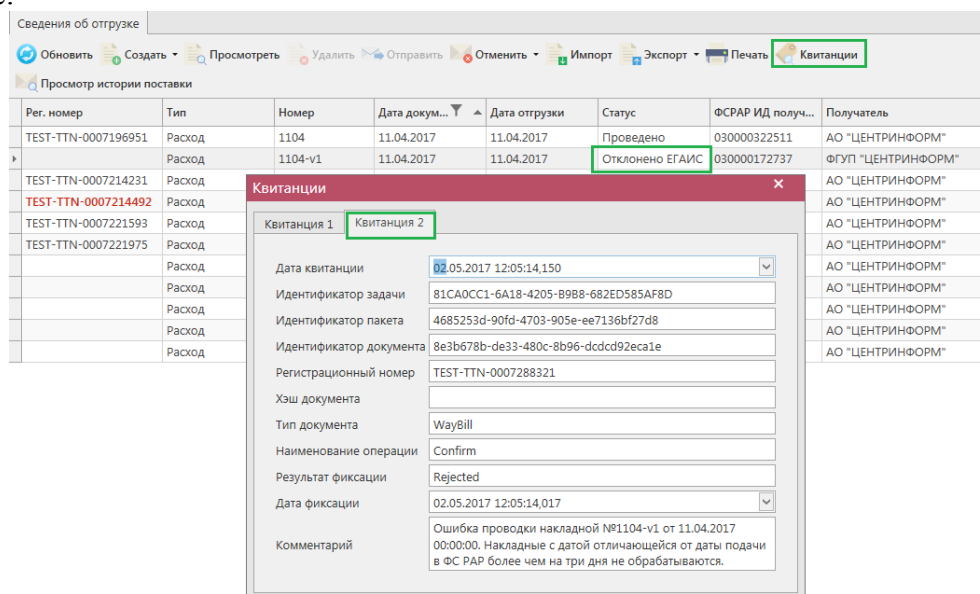 Сведения об отгрузке
Обновить Создать Просмотреть Удалить Отправить Отменить Импорт Экспорт Печать Квитанции
Просмотр истории поставки
Рег. номер Тип Номер Дата докум... Дата отгрузки Статус ФСРАР ИД получ... Получатель
TEST-TTN-0007196951 Расход 1104 11.04.2017 11.04.2017 Проведено 030000322511 АО "ЦЕНТРИНФОРМ"
Расход 1104-v1 11.04.2017 11.04.2017 Отклонено ЕГАИС 030000172737 ФГУП "ЦЕНТРИНФОРМ"
TEST-TTN-0007214231 Расход АО "ЦЕНТРИНФОРМ"
TEST-TTN-0007214492 Расход АО "ЦЕНТРИНФОРМ"
TEST-TTN-0007221593 Расход АО "ЦЕНТРИНФОРМ"
TEST-TTN-0007221975 Расход АО "ЦЕНТРИНФОРМ"
Расход АО "ЦЕНТРИНФОРМ"
Расход АО "ЦЕНТРИНФОРМ"
Расход АО "ЦЕНТРИНФОРМ"
Расход АО "ЦЕНТРИНФОРМ"
Расход АО "ЦЕНТРИНФОРМ"
Квитанции
Квитанция 1 Квитанция 2
Дата квитанции 02.05.2017 12:05:14,150
Идентификатор задачи 81CA0CC1-6A18-4205-B9B8-682ED585AF8D
Идентификатор пакета 4685253d-90fd-4703-905e-ee7136bf27d8
Идентификатор документа 8e3b678b-de33-480c-8b96-dcdcd92eca1e
Регистрационный номер TEST-TTN-0007288321
Хэш документа
Тип документа WayBill
Наименование операции Confirm
Результат фиксации Rejected
Дата фиксации 02.05.2017 12:05:14,017
Комментарий Ошибка проводки накладной №1104-v1 от 11.04.2017
00:00:00. Накладные с датой отличающейся от даты подачи
в ФС РАР более чем на три дня не обрабатываются.